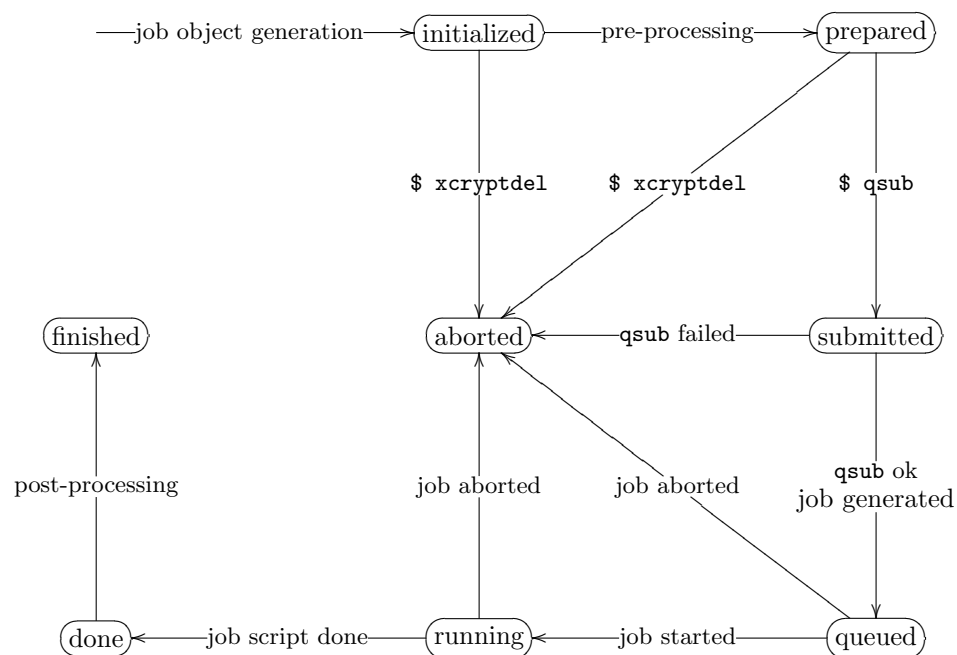 job object generation
initialized
pre-processing
prepared
$ xcryptdel
$ xcryptdel
$ qsub
finished
aborted
qsub failed
submitted
post-processing
job aborted
job aborted
qsub ok
job generated
done
job script done
running
job started
queued